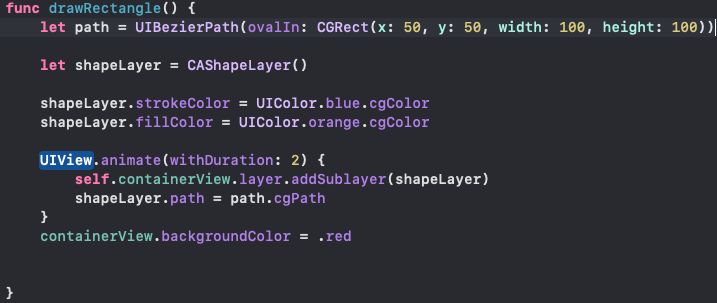 func drawRectangle() {
    let path = UIBezierPath(ovalIn: CGRect(x: 50, y: 50, width: 100, height: 100))
    let shapeLayer = CAShapeLayer()
    shapeLayer.strokeColor = UIColor.blue.cgColor
    shapeLayer.fillColor = UIColor.orange.cgColor
    UIView.animate(withDuration: 2) {
        self.containerView.layer.addSublayer(shapeLayer)
        shapeLayer.path = path.cgPath
    }
    containerView.backgroundColor = .red
}